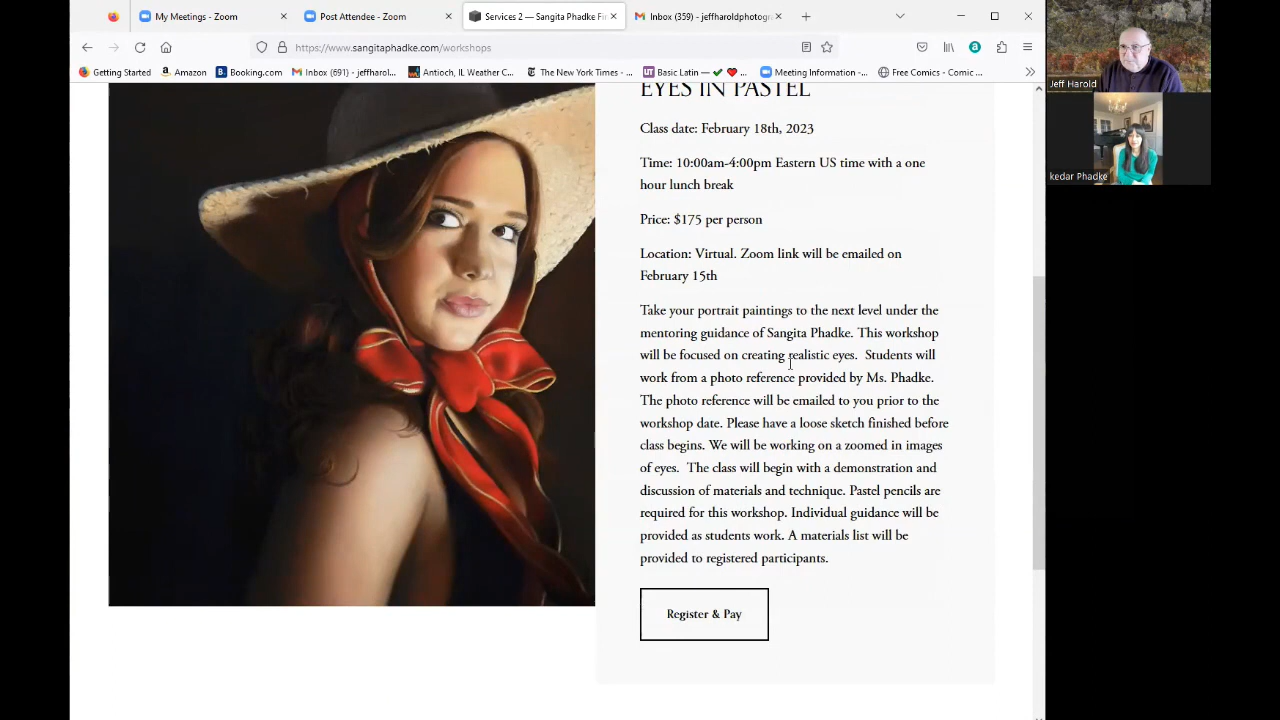 My Meetings - Zoom
Post Attendee - Zoom
Services 2 — Sangita Phadke Fi
Inbox (359) - jeffharoldphotogr
https://www.sangitaphadke.com/workshops
Getting Started
Amazon
Booking.com
Inbox (691) - jeffharol...
Antioch, IL Weather C...
The New York Times - ...
Basic Latin — ✔ ❤ ...
Meeting Information - ...
Free Comics - Comic ...
Jeff Harold
kedar Phadke
EYES IN PASTEL
Class date: February 18th, 2023
Time: 10:00am-4:00pm Eastern US time with a one
hour lunch break
Price: $175 per person
Location: Virtual. Zoom link will be emailed on
February 15th
Take your portrait paintings to the next level under the
mentoring guidance of Sangita Phadke. This workshop
will be focused on creating realistic eyes.  Students will
work from a photo reference provided by Ms. Phadke.
The photo reference will be emailed to you prior to the
workshop date. Please have a loose sketch finished before
class begins. We will be working on a zoomed in images
of eyes.  The class will begin with a demonstration and
discussion of materials and technique. Pastel pencils are
required for this workshop. Individual guidance will be
provided as students work. A materials list will be
provided to registered participants.
Register & Pay